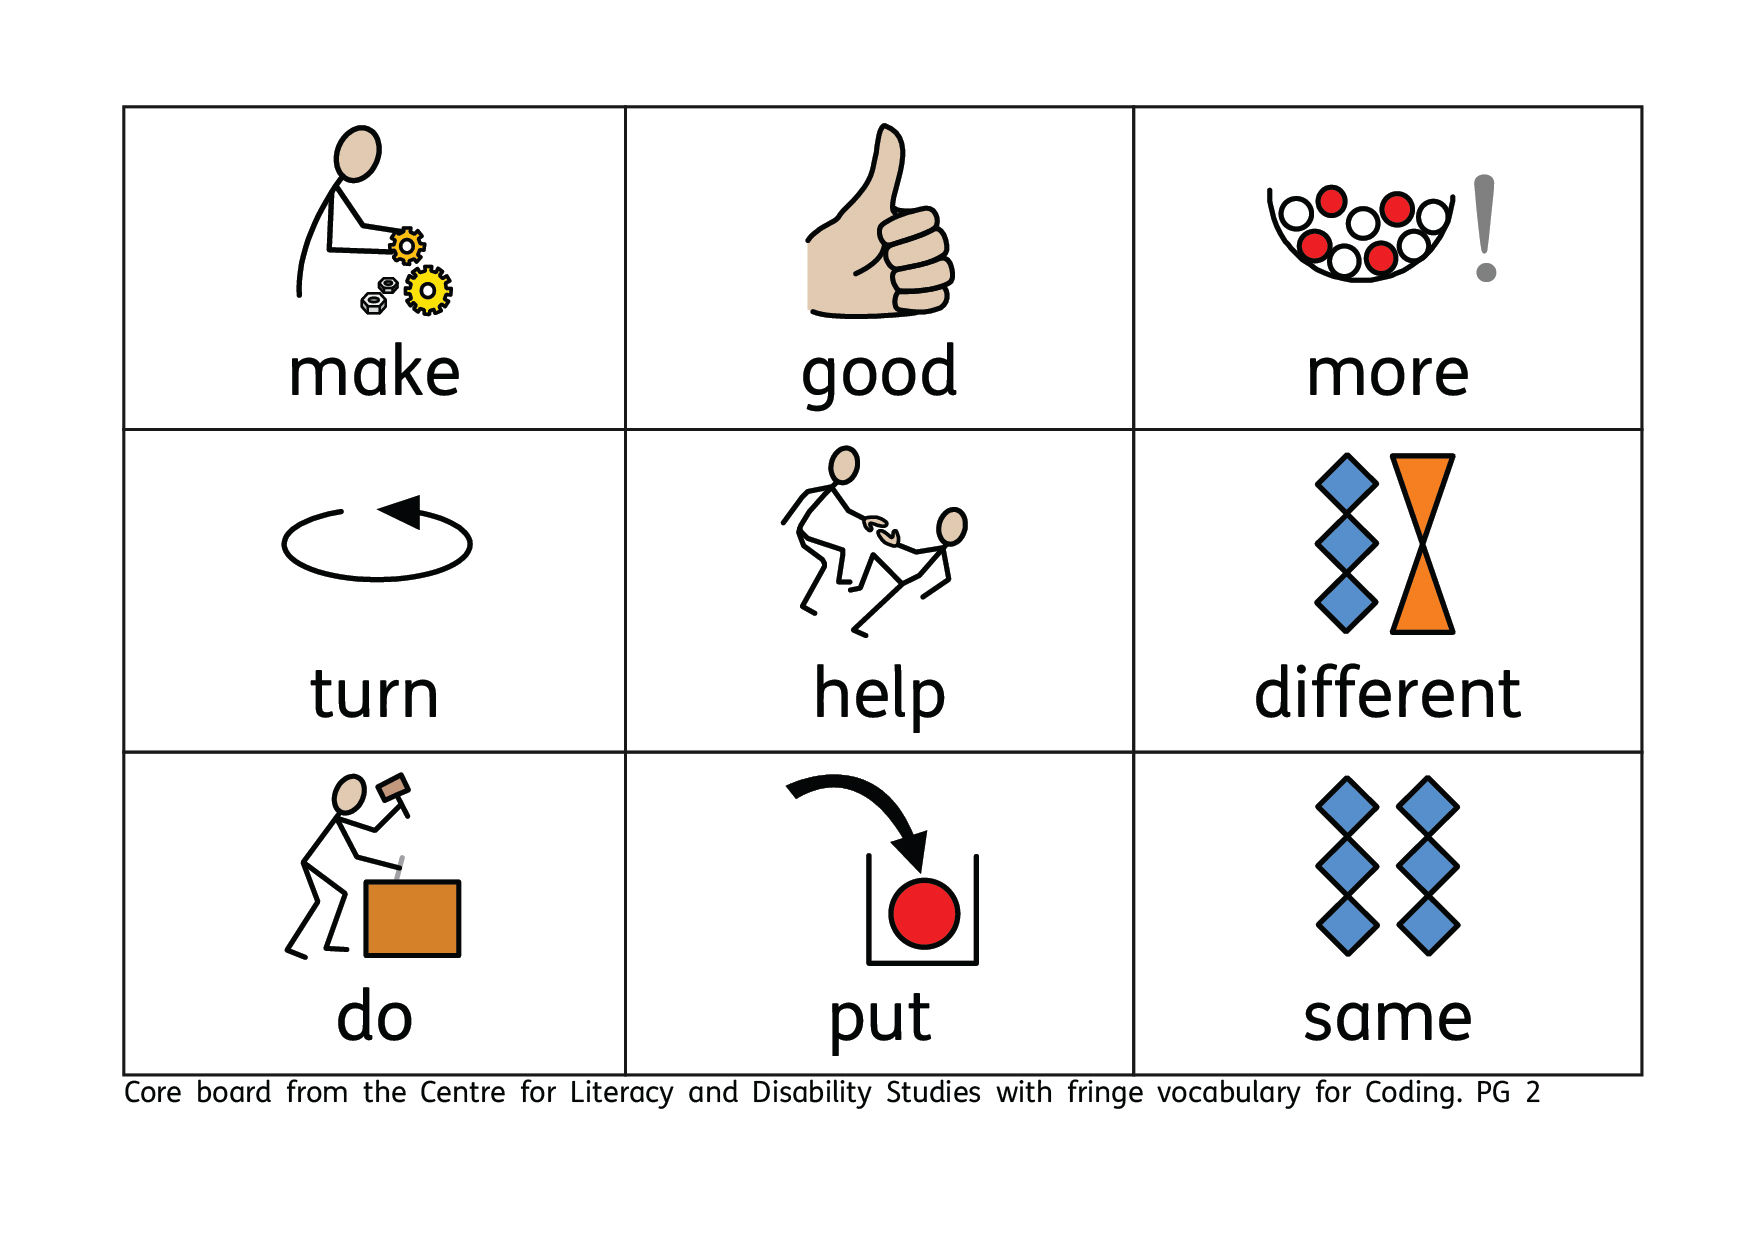 make good more
turn help different
do put same
Core board from the Centre for Literacy and Disability Studies with fringe vocabulary for Coding. PG 2